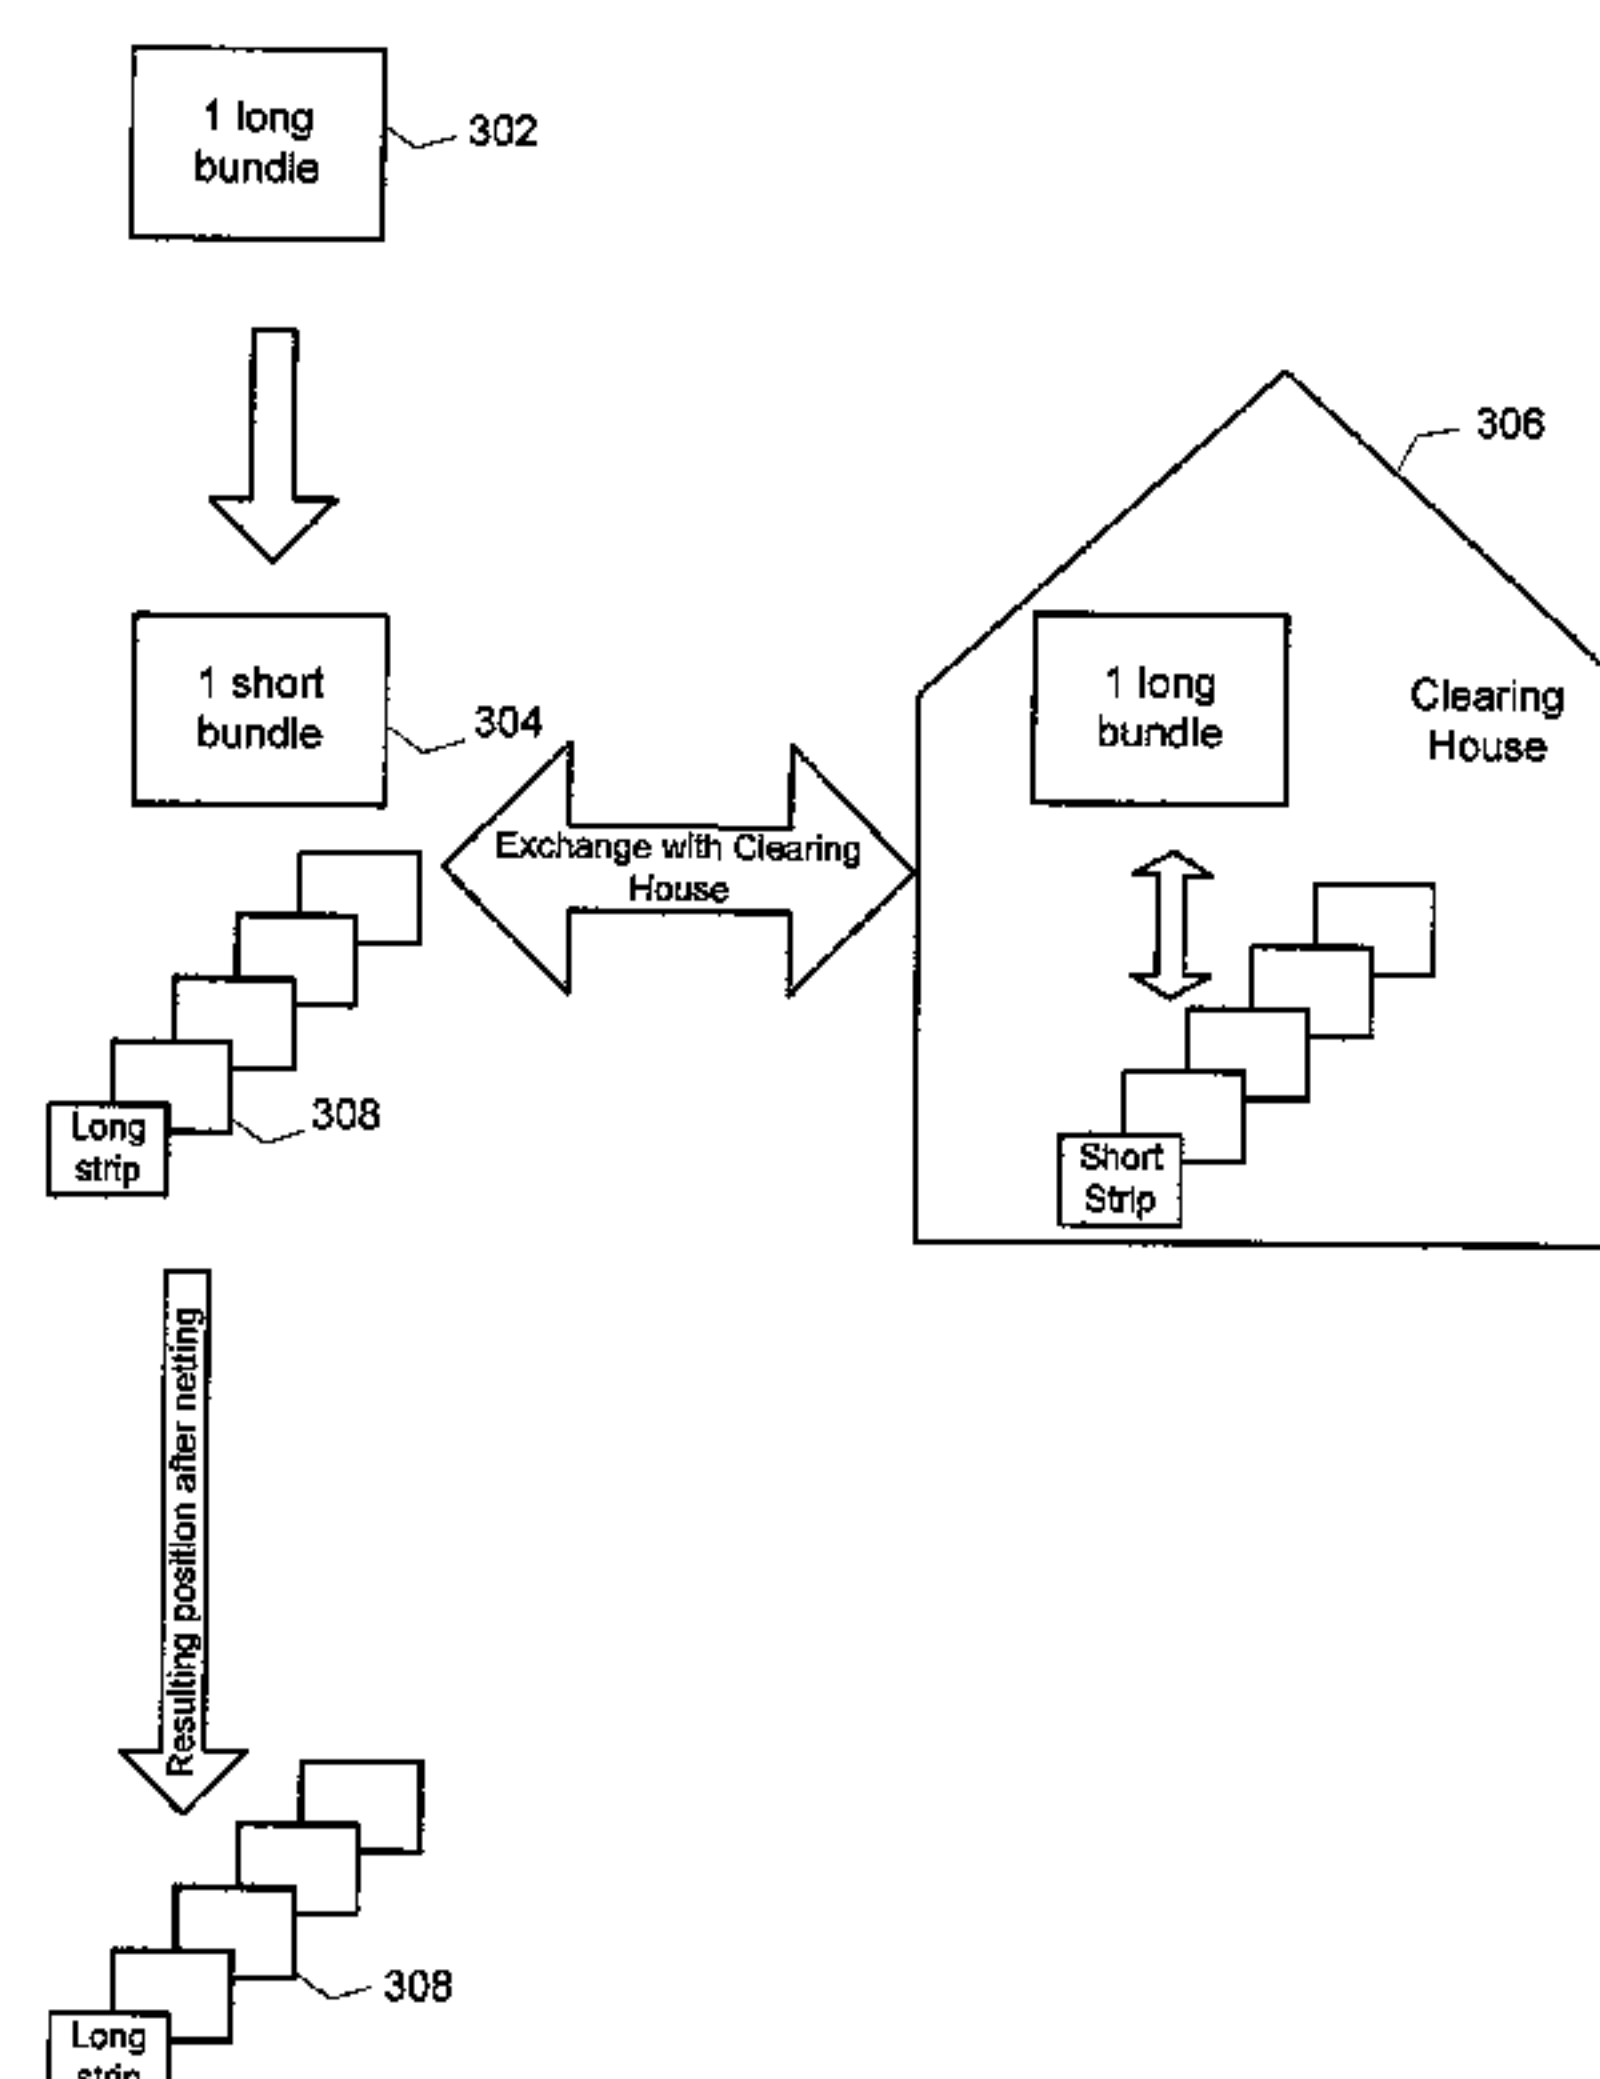 1 long
bundle
302
306
1 short
bundle
304
1 long
bundle
Clearing
House
Exchange with Clearing
House
Long
strip
308
Short
Strip
Resulting position after netting
308
Long
strip